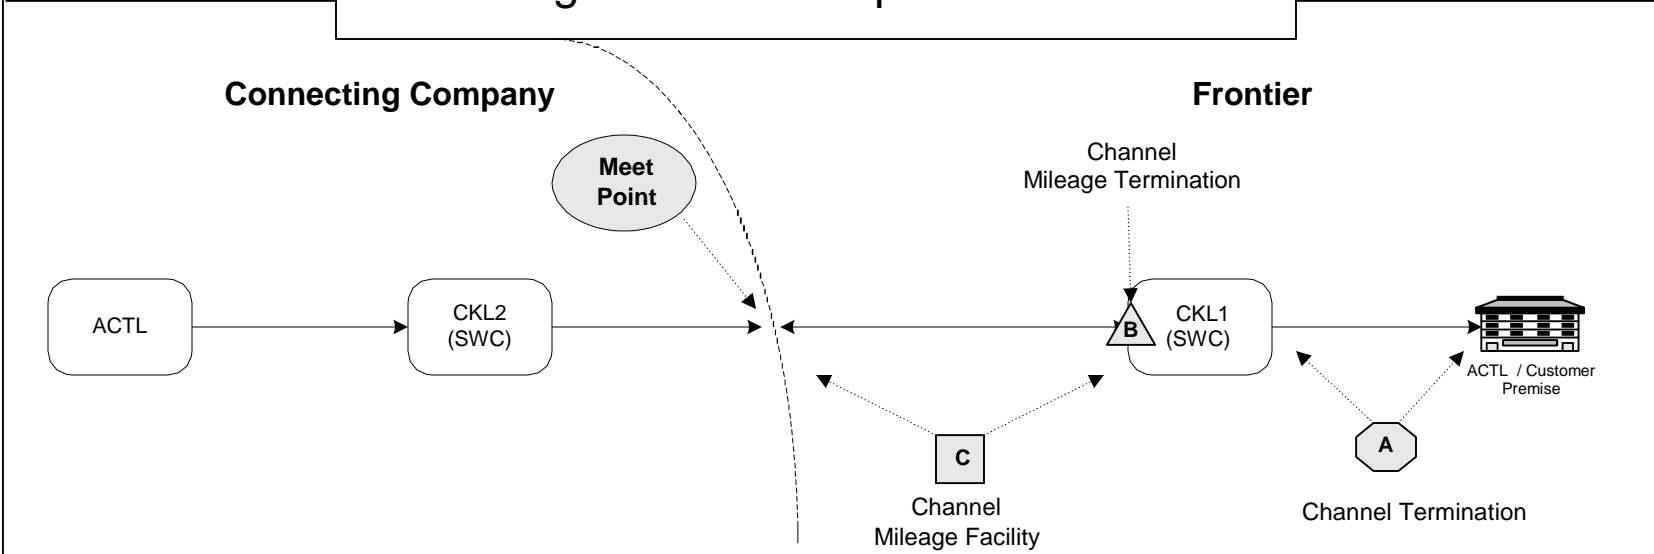 Connecting Company
Frontier
Channel
Mileage Termination
Meet
Point
ACTL
CKL2
(SWC)
B
CKL1
(SWC)
ACTL / Customer
Premise
A
C
Channel
Mileage Facility
Channel Termination